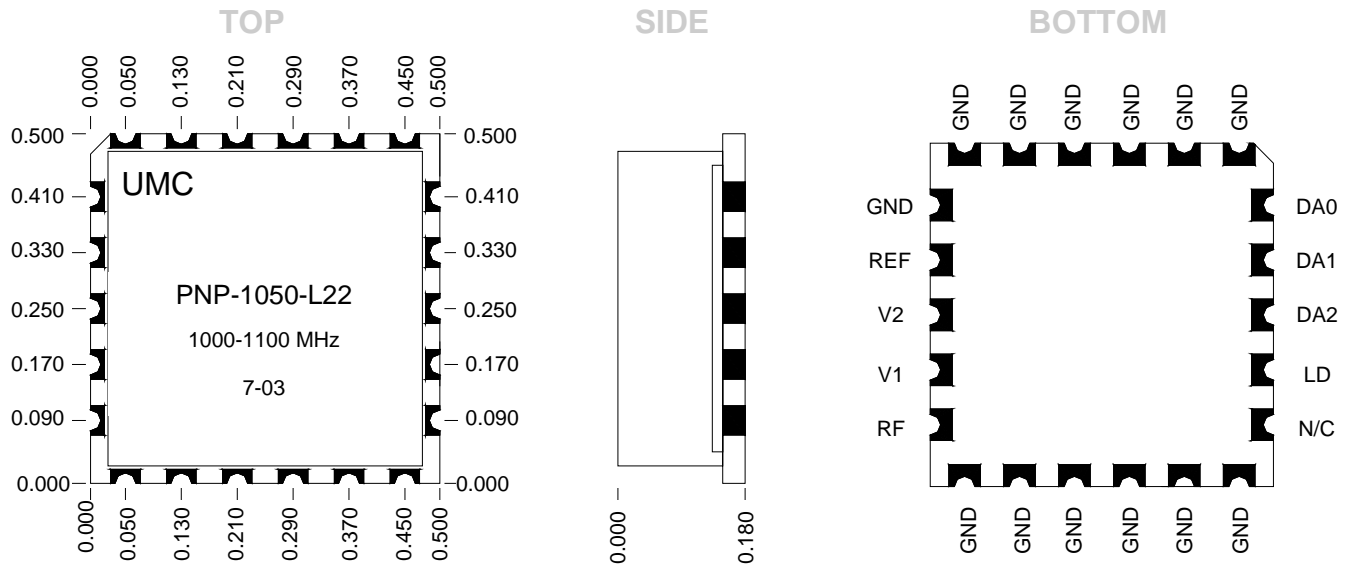 TOP
SIDE
BOTTOM
0.000
0.050
0.130
0.210
0.290
0.370
0.450
0.500
0.500
0.410
0.330
0.250
0.170
0.090
0.000
UMC
PNP-1050-L22
1000-1100 MHz
7-03
0.500
0.410
0.330
0.250
0.170
0.090
0.000
0.000
0.050
0.130
0.210
0.290
0.370
0.450
0.500
0.000
0.180
GND
GND
GND
GND
GND
GND
GND
REF
V2
V1
RF
DA0
DA1
DA2
LD
N/C
GND
GND
GND
GND
GND
GND